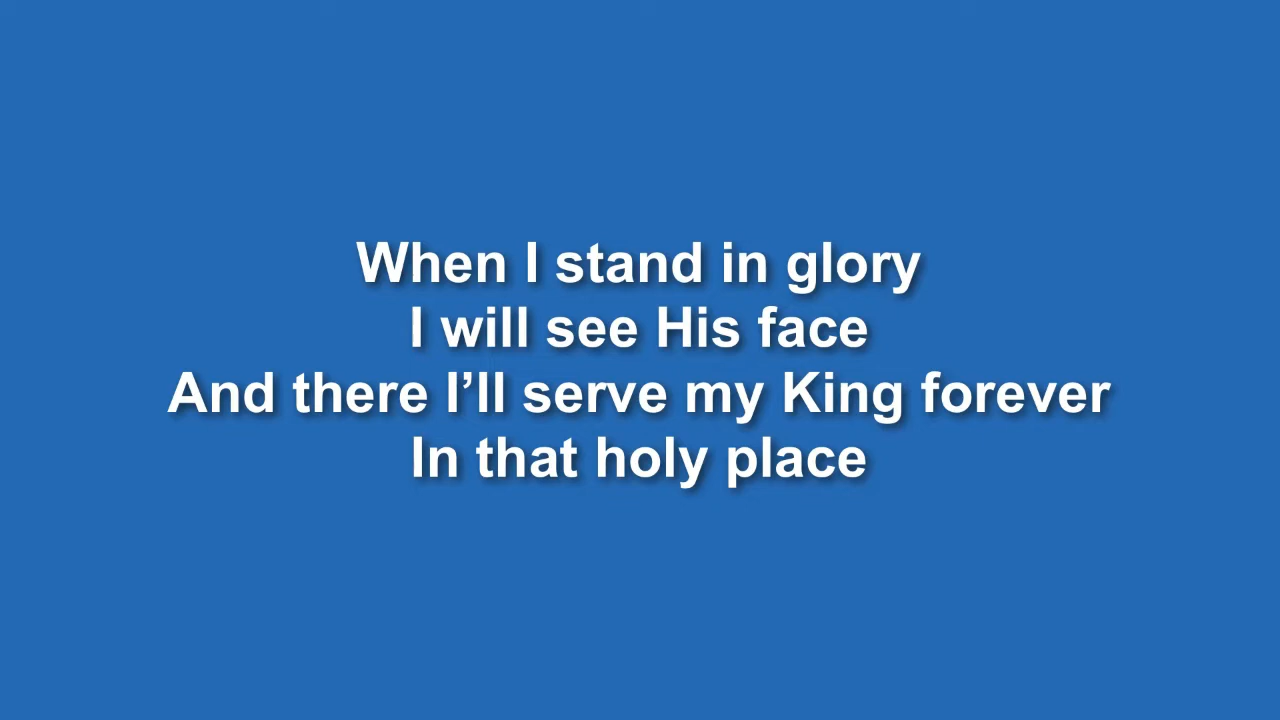 When I stand in glory
I will see His face
And there I’ll serve my King forever
In that holy place